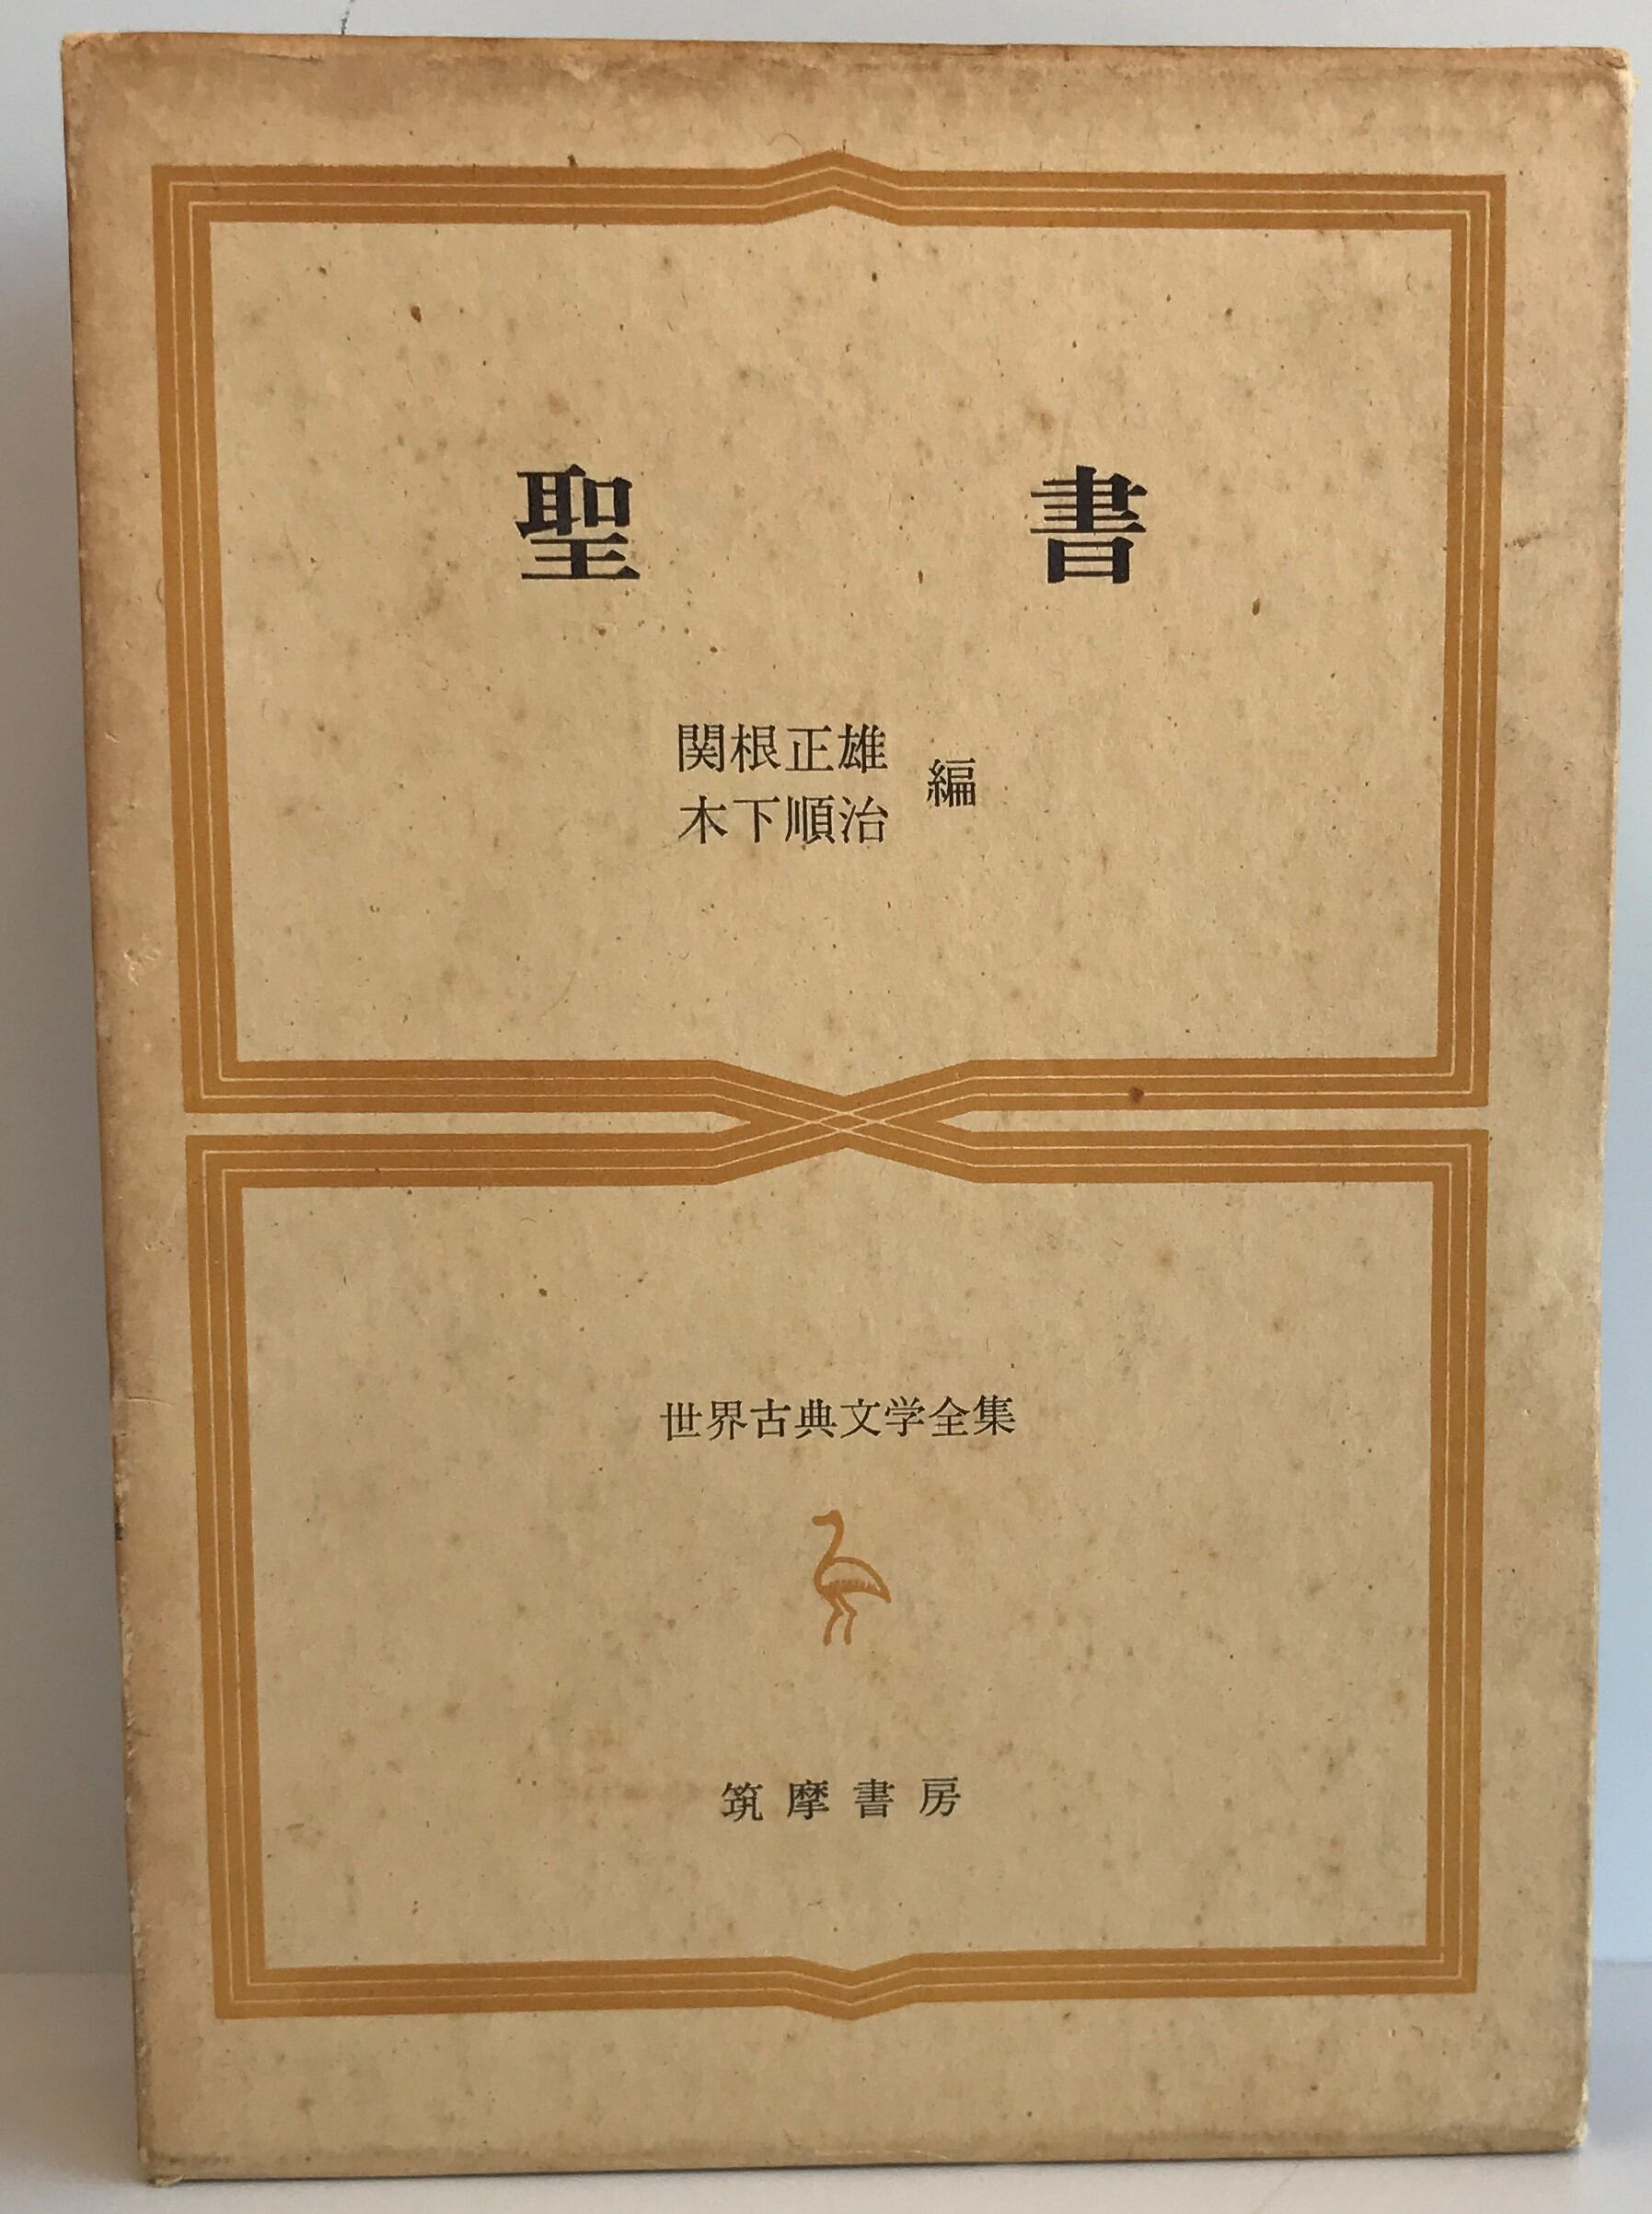 聖書
関根正雄
木下順治
編
世界古典文学全集
筑摩書房